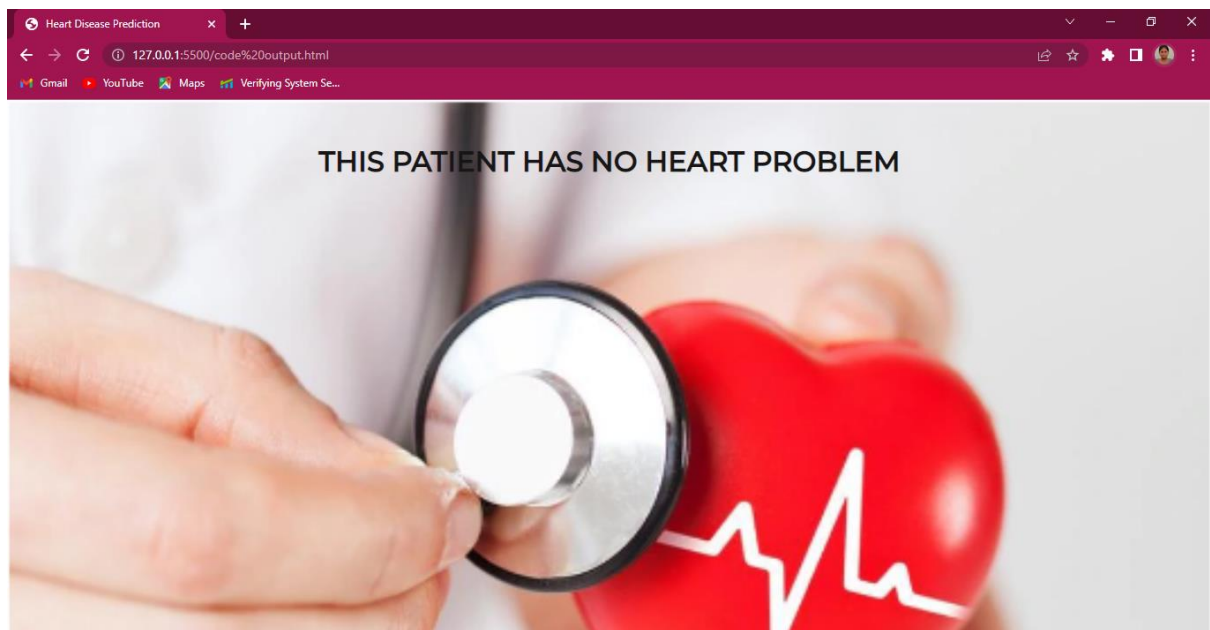 Heart Disease Prediction
127.0.0.1:5500/code%20output.html
Gmail YouTube Maps Verifying System Se...
THIS PATIENT HAS NO HEART PROBLEM